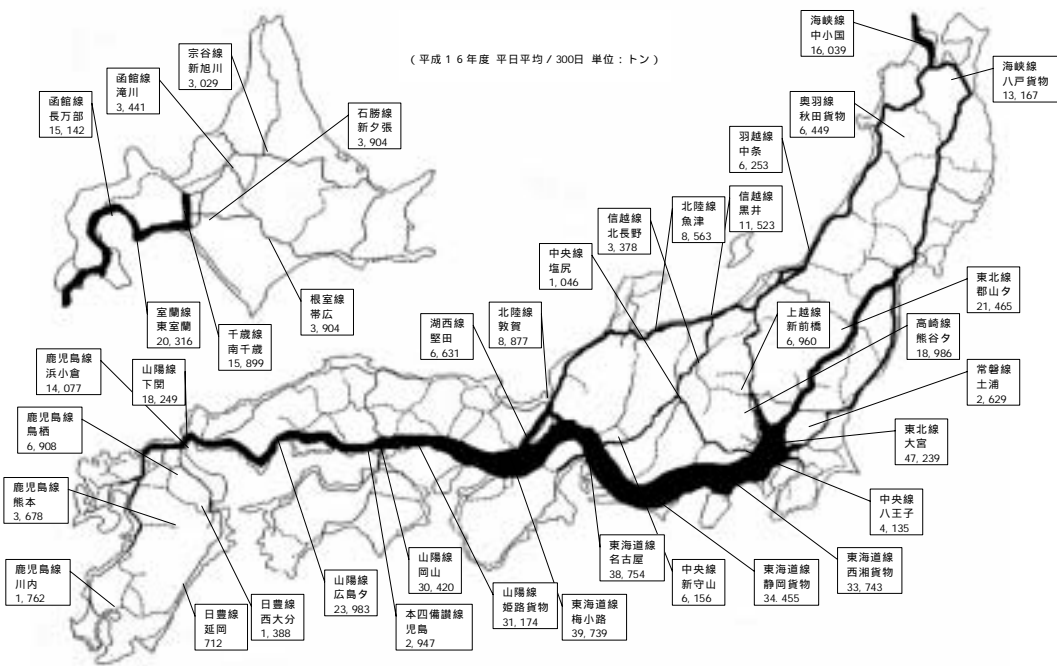 (平成16年度 平日平均/300日 単位:トン)
宗谷線
新旭川
3,029
函館線
滝川
3,441
函館線
長万部
15,142
石勝線
新夕張
3,904
室蘭線
東室蘭
20,316
千歳線
南千歳
15,899
根室線
帯広
3,904
海峡線
中小国
16,039
海峡線
八戸貨物
13,167
奥羽線
秋田貨物
6,449
羽越線
中条
6,253
信越線
黒井
11,523
北陸線
魚津
8,563
信越線
北長野
3,378
中央線
塩尻
1,046
北陸線
敦賀
8,877
湖西線
堅田
6,631
上越線
新前橋
6,960
東北線
郡山タ
21,465
高崎線
熊谷タ
18,986
常磐線
土浦
2,629
東北線
大宮
47,239
中央線
八王子
4,135
東海道線
西湘貨物
33,743
東海道線
静岡貨物
34.455
中央線
新守山
6,156
東海道線
名古屋
38,754
東海道線
梅小路
39,739
山陽線
姫路貨物
31,174
山陽線
岡山
30,420
本四備讃線
児島
2,947
山陽線
広島タ
23,983
山陽線
下関
18,249
鹿児島線
浜小倉
14,077
鹿児島線
鳥栖
6,908
鹿児島線
熊本
3,678
鹿児島線
川内
1,762
日豊線
延岡
712
日豊線
西大分
1,388